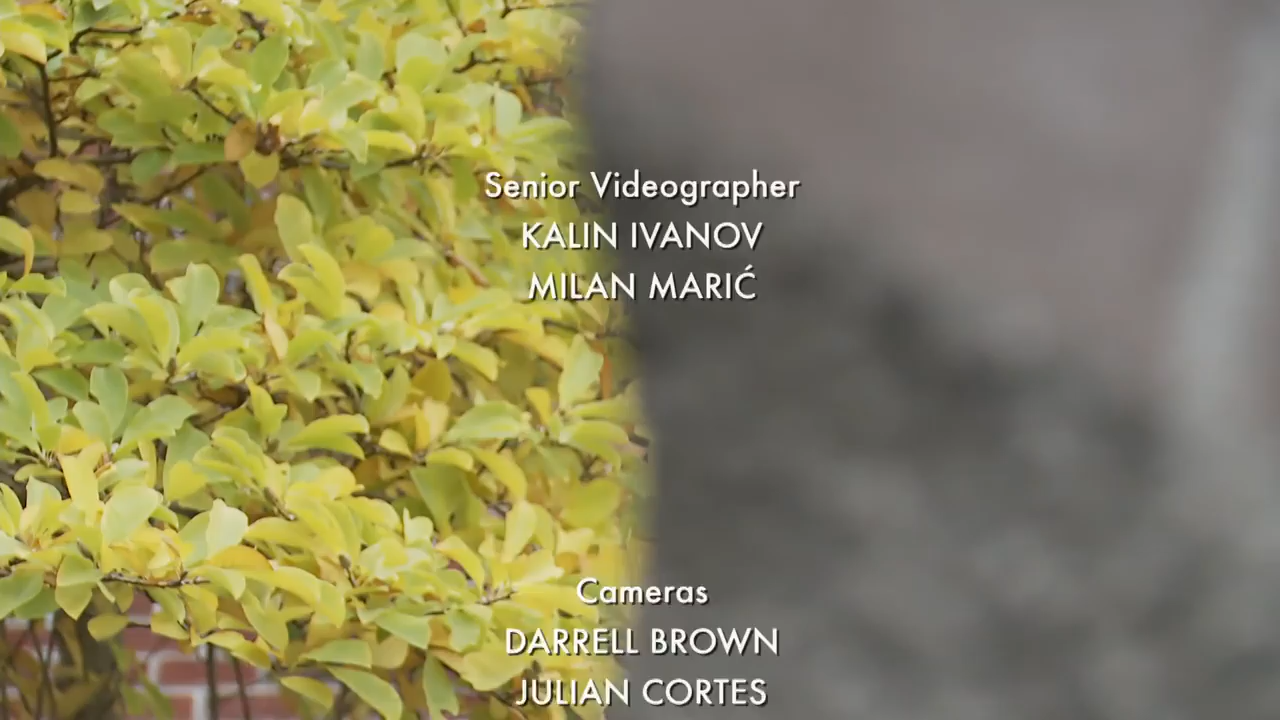 Senior Videographer
KALIN IVANOV
MILAN MARIĆ
Cameras
DARRELL BROWN
JULIAN CORTES